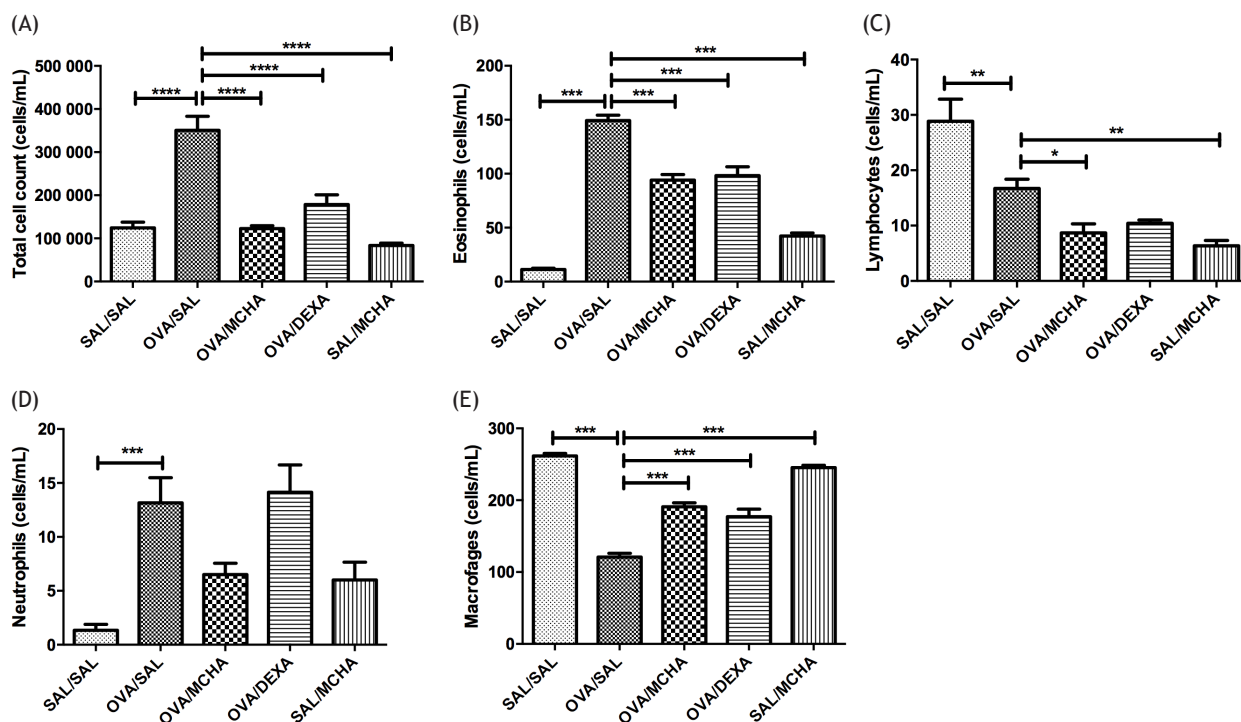 (A)
Total cell count (cells/mL)
500 000
400 000
300 000
200 000
100 000
0
****
****
****
****
SAL/SAL
OVA/SAL
OVA/MCHA
OVA/DEXA
SAL/MCHA
(B)
Eosinophils (cells/mL)
200
150
100
50
0
***
***
***
***
SAL/SAL
OVA/SAL
OVA/MCHA
OVA/DEXA
SAL/MCHA
(C)
Lymphocytes (cells/mL)
40
30
20
10
0
**
**
*
SAL/SAL
OVA/SAL
OVA/MCHA
OVA/DEXA
SAL/MCHA
(D)
Neutrophils (cells/mL)
20
15
10
5
0
***
SAL/SAL
OVA/SAL
OVA/MCHA
OVA/DEXA
SAL/MCHA
(E)
Macrofages (cells/mL)
300
200
100
0
***
***
***
***
SAL/SAL
OVA/SAL
OVA/MCHA
OVA/DEXA
SAL/MCHA